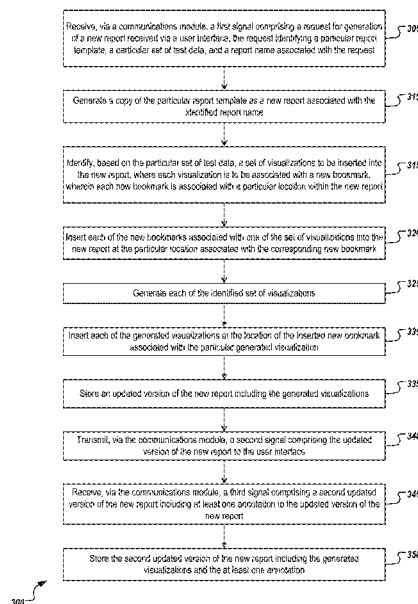 Receive, via a communications module, a first signal comprising a request for generation
of a new report received via a user interface, the request identifying a particular report
template, a particular set of test data, and a report name associated with the request
305
Generate a copy of the particular report template as a new report associated with the
identified report name
310
Identify, based on the particular set of test data, a set of visualizations to be inserted into
the new report, where each visualization is to be associated with a new bookmark,
wherein each new bookmark is associated with a particular location within the new report
315
Insert each of the new bookmarks associated with one of the set of visualizations into the
new report at the particular location associated with the corresponding new bookmark
320
Generate each of the identified set of visualizations
325
Insert each of the generated visualizations at the location of the inserted new bookmark
associated with the particular generated visualization
330
Store an updated version of the new report including the generated visualizations
335
Transmit, via the communications module, a second signal comprising the updated
version of the new report to the user interface
340
Receive, via the communications module, a third signal comprising a second updated
version of the new report including at least one annotation to the updated version of the
new report
345
Store the second updated version of the new report including the generated
visualizations and the at least one annotation
350
300